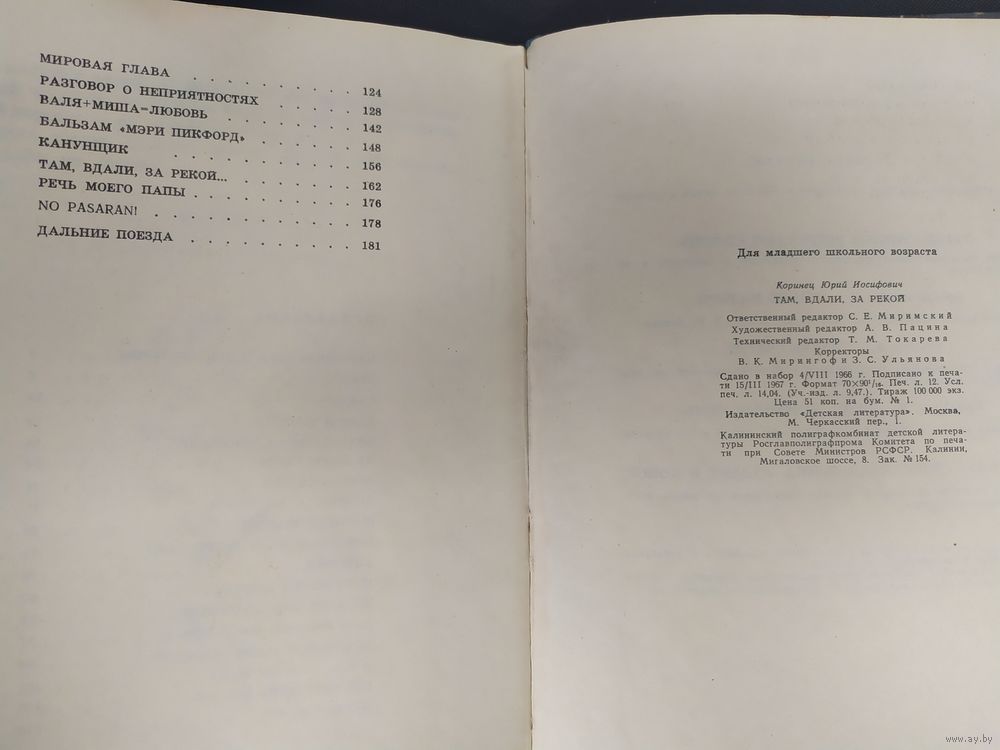 МИРОВАЯ ГЛАВА . . . . . . . . . 124
РАЗГОВОР О НЕПРИЯТНОСТЯХ . . . . 128
ВАЛЯ+МИША=ЛЮБОВЬ . . . . . . . 142
БАЛЬЗАМ «МЭРИ ПИКФОРД» . . . . . 148
КАНУНЩИК . . . . . . . . . . 156
ТАМ, ВДАЛИ, ЗА РЕКОЙ... . . . . . . 162
РЕЧЬ МОЕГО ПАПЫ . . . . . . . . . 176
NO PASARAN! . . . . . . . . . . . 178
ДАЛЬНИЕ ПОЕЗДА . . . . . . . . . 181
Для младшего школьного возраста
Коринец Юрий Иосифович
ТАМ, ВДАЛИ, ЗА РЕКОЙ
Ответственный редактор С. Е. Миримский
Художественный редактор А. В. Пацина
Технический редактор Т. М. Токарева
Корректоры
В. К. Мирингоф и З. С. Ульянова
Сдано в набор 4/VIII 1966 г. Подписано к печа-
ти 15/III 1967 г. Формат 70×90¹/₁₆. Печ. л. 12. Усл.
печ. л. 14,04. (Уч.-изд. л. 9,47.). Тираж 100 000 экз.
Цена 51 коп. на бум. № 1.
Издательство «Детская литература». Москва,
М. Черкасский пер., 1.
Калининский полиграфкомбинат детской литера-
туры Росглавполиграфпрома Комитета по печа-
ти при Совете Министров РСФСР. Калинин,
Мигаловское шоссе, 8. Зак. № 154.
www.ay.by